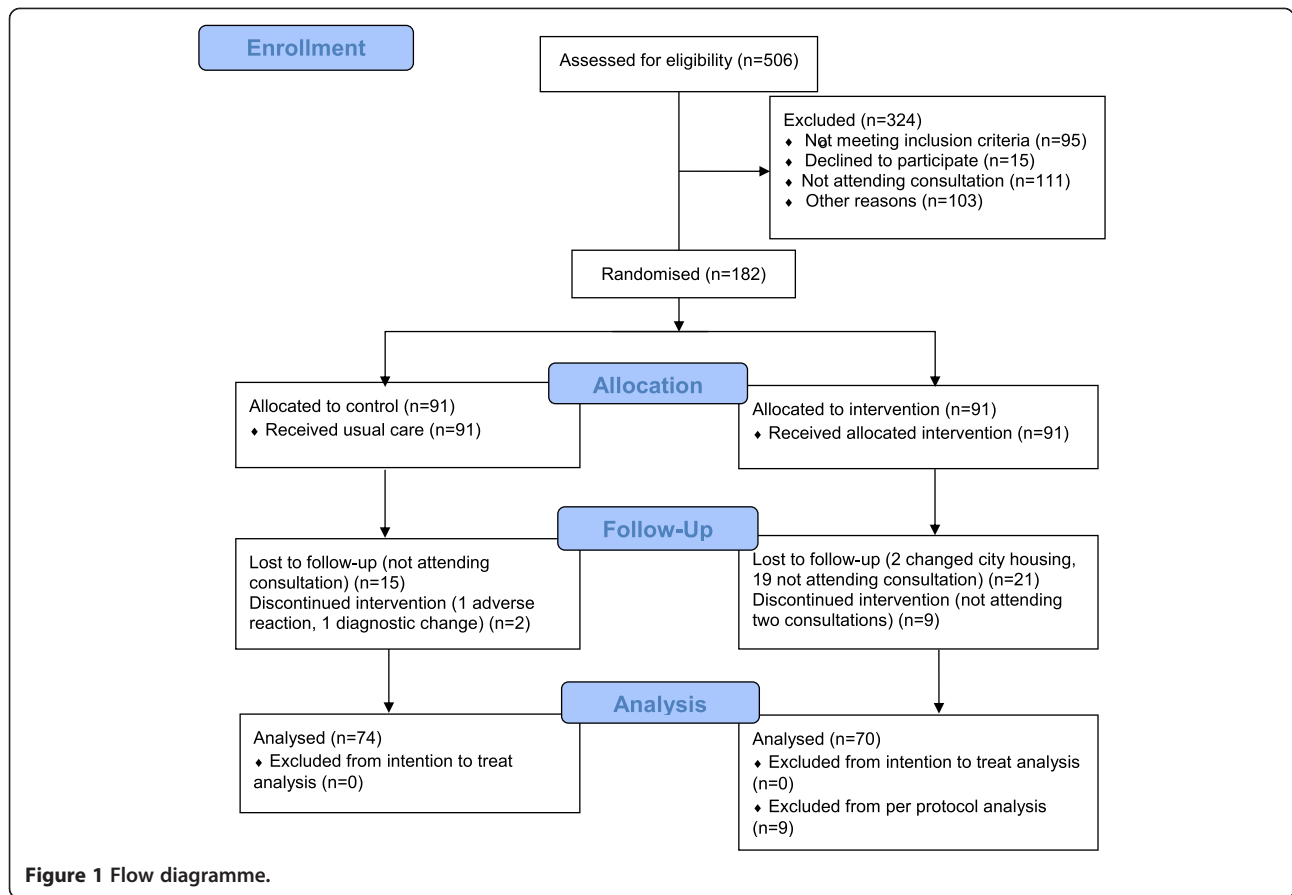 Enrollment
Assessed for eligibility (n=506)
Excluded (n=324)
♦ Not meeting inclusion criteria (n=95)
♦ Declined to participate (n=15)
♦ Not attending consultation (n=111)
♦ Other reasons (n=103)
Randomised (n=182)
Allocation
Allocated to control (n=91)
♦ Received usual care (n=91)
Allocated to intervention (n=91)
♦ Received allocated intervention (n=91)
Follow-Up
Lost to follow-up (not attending
consultation) (n=15)
Discontinued intervention (1 adverse
reaction, 1 diagnostic change) (n=2)
Lost to follow-up (2 changed city housing,
19 not attending consultation) (n=21)
Discontinued intervention (not attending
two consultations) (n=9)
Analysis
Analysed (n=74)
♦ Excluded from intention to treat
analysis (n=0)
Analysed (n=70)
♦ Excluded from intention to treat analysis
(n=0)
♦ Excluded from per protocol analysis
(n=9)
Figure 1 Flow diagramme.